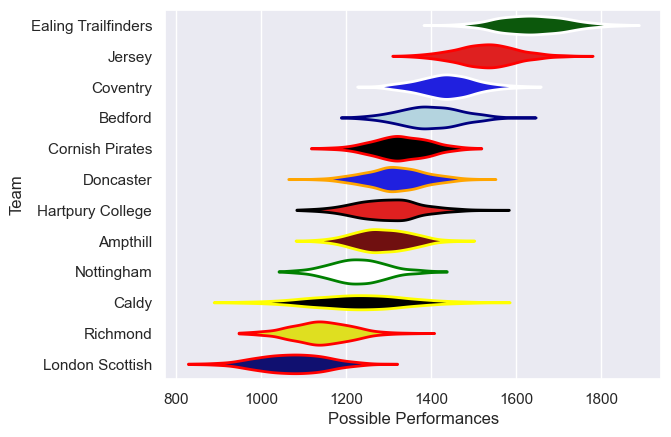 Ealing Trailfinders
Jersey
Coventry
Bedford
Cornish Pirates
Doncaster
Hartpury College
Ampthill
Nottingham
Caldy
Richmond
London Scottish
Team
800 1000 1200 1400 1600 1800
Possible Performances